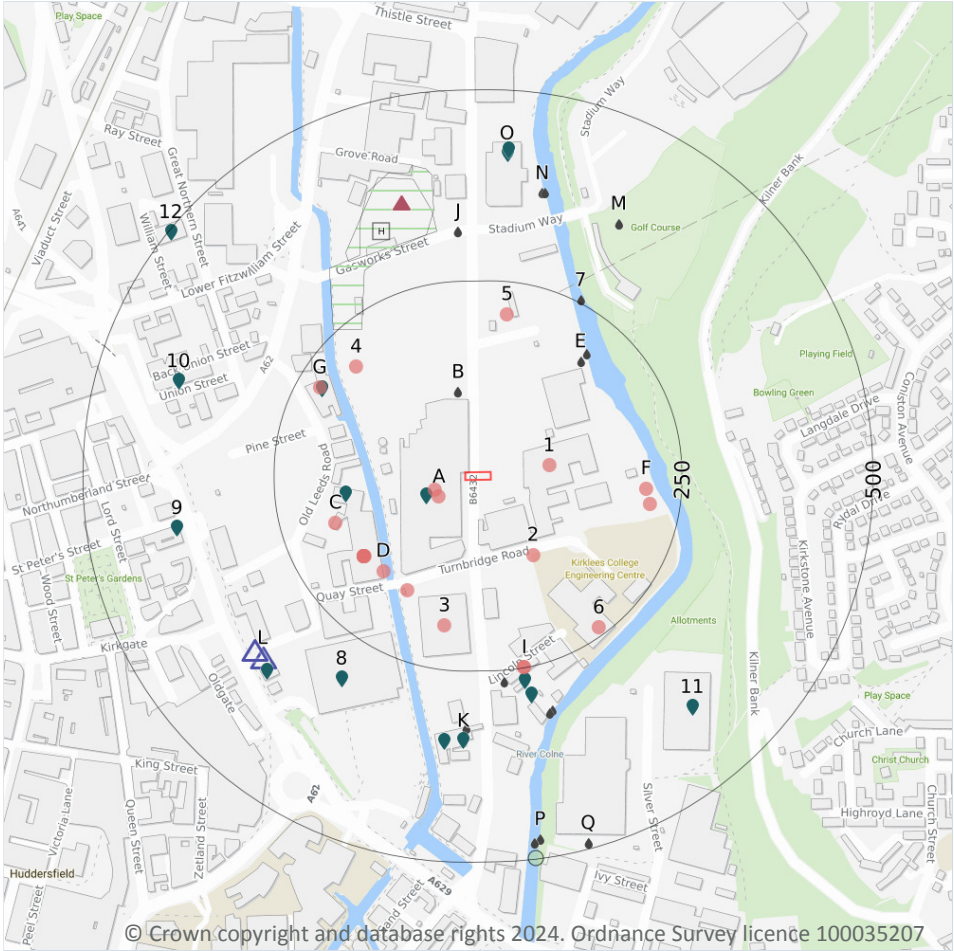 Play Space
Thistle Street
A641
Viaduct Street
Ray Street
Great Northern Street
William Street
12
Lower Fitzwilliam Street
Grove Road
H
Gasworks Street
J
O
N
Stadium Way
Stadium Way
M
Golf Course
Kilner Bank
7
5
4
E
G
B
10
Back Union Street
Union Street
A62
Playing Field
Bowling Green
Langdale Drive
Coniston Avenue
Pine Street
Old Leeds Road
Northumberland Street
Lord Street
A
B6432
1
F
250
500
Rydal Drive
9
C
St Peter's Street
St Peter's Gardens
Wood Street
D
2
Turnbridge Road
Quay Street
Kirklees College
Engineering Centre
Kirkstone Avenue
3
6
Allotments
Kirkgate
L
8
I
Lincoln Street
Oldgate
11
Kilner Bank
Play Space
K
Church Lane
River Colne
Christ Church
King Street
A62
Silver Street
Highroyd Lane
Church Street
Victoria Lane
Queen Street
Zetland Street
P
Q
Huddersfield
Peel Street
A629
Ivy Street
© Crown copyright and database rights 2024. Ordnance Survey licence 100035207